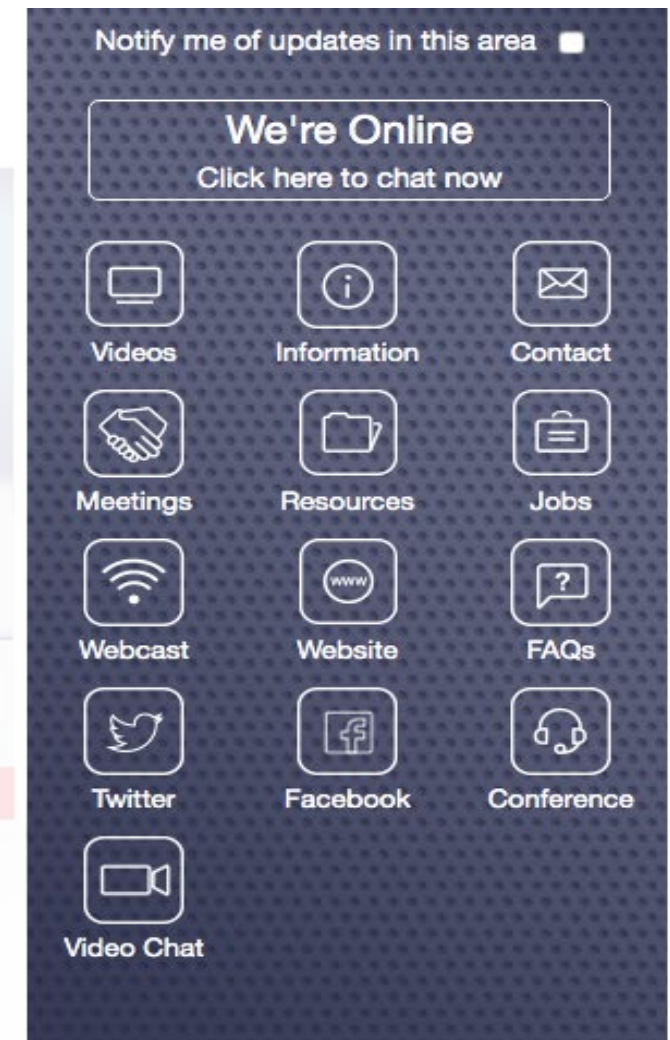 Notify me of updates in this area
We're Online
Click here to chat now
i
Videos Information Contact
Meetings Resources Jobs
www ?
Webcast Website FAQs
f
Twitter Facebook Conference
Video Chat